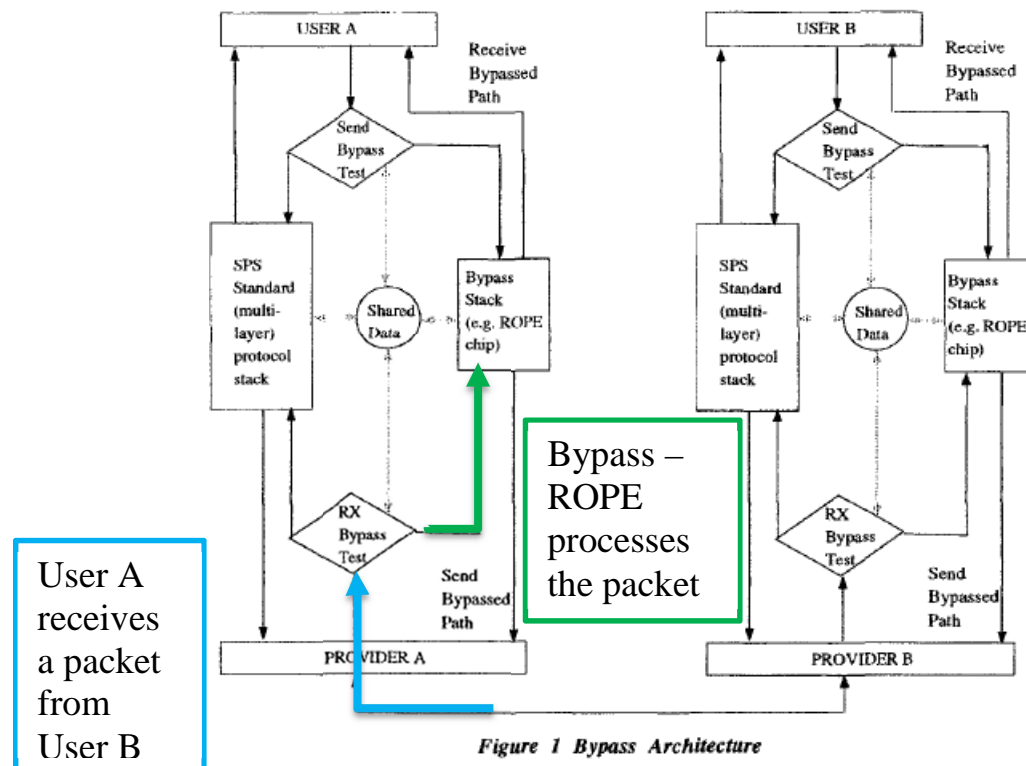 USER A
Receive
Bypassed
Path
Send
Bypass
Test
SPS
Standard
(multi-
layer)
protocol
stack
Shared
Data
Bypass
Stack
(e.g. ROPE
chip)
RX
Bypass
Test
Send
Bypassed
Path
PROVIDER A
USER B
Receive
Bypassed
Path
Send
Bypass
Test
SPS
Standard
(multi-
layer)
protocol
stack
Shared
Data
Bypass
Stack
(e.g. ROPE
chip)
RX
Bypass
Test
Send
Bypassed
Path
PROVIDER B
Bypass –
ROPE
processes
the packet
User A
receives
a packet
from
User B
Figure 1 Bypass Architecture